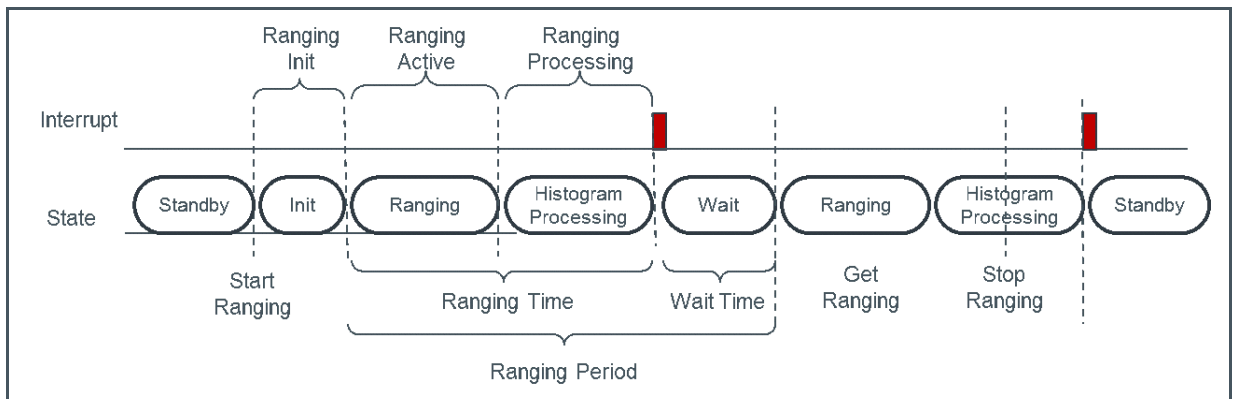 Ranging
Init
Ranging
Active
Ranging
Processing
Interrupt
State
Standby
Init
Ranging
Histogram
Processing
Wait
Ranging
Histogram
Processing
Standby
Start
Ranging
Ranging Time
Wait Time
Get
Ranging
Stop
Ranging
Ranging Period